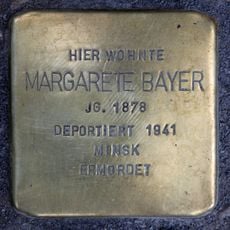 HIER WOHNTE
MARGARETE BAYER
JG. 1878
DEPORTIERT 1941
MINSK
ERMORDET